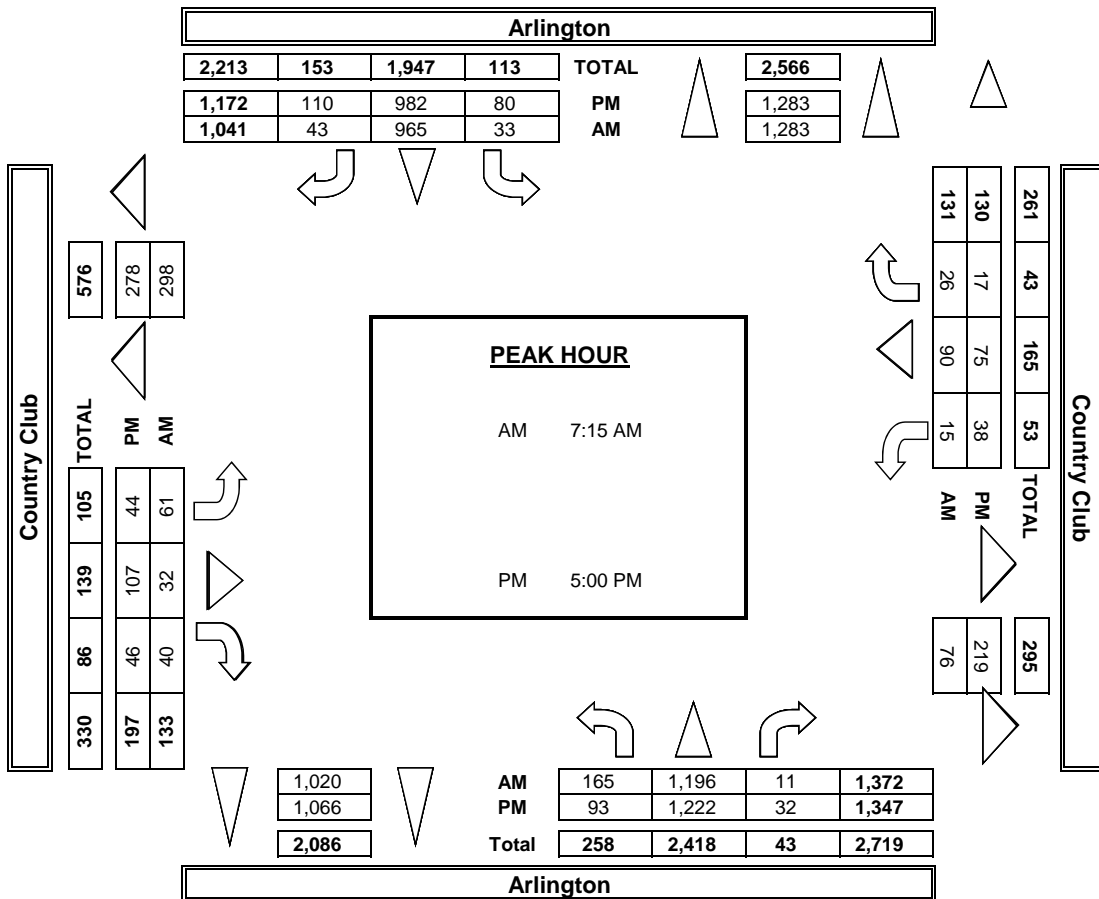 Arlington
2,213 153 1,947 113 TOTAL 2,566
1,172 110 982 80 PM 1,283
1,041 43 965 33 AM 1,283
Country Club
576 278 298
TOTAL PM AM
105 44 61
139 107 32
86 46 40
330 197 133
PEAK HOUR
AM 7:15 AM
PM 5:00 PM
131 130 261
26 17 43
90 75 165
15 38 53
AM PM TOTAL
76 219 295
Country Club
1,020 AM 165 1,196 11 1,372
1,066 PM 93 1,222 32 1,347
2,086 Total 258 2,418 43 2,719
Arlington